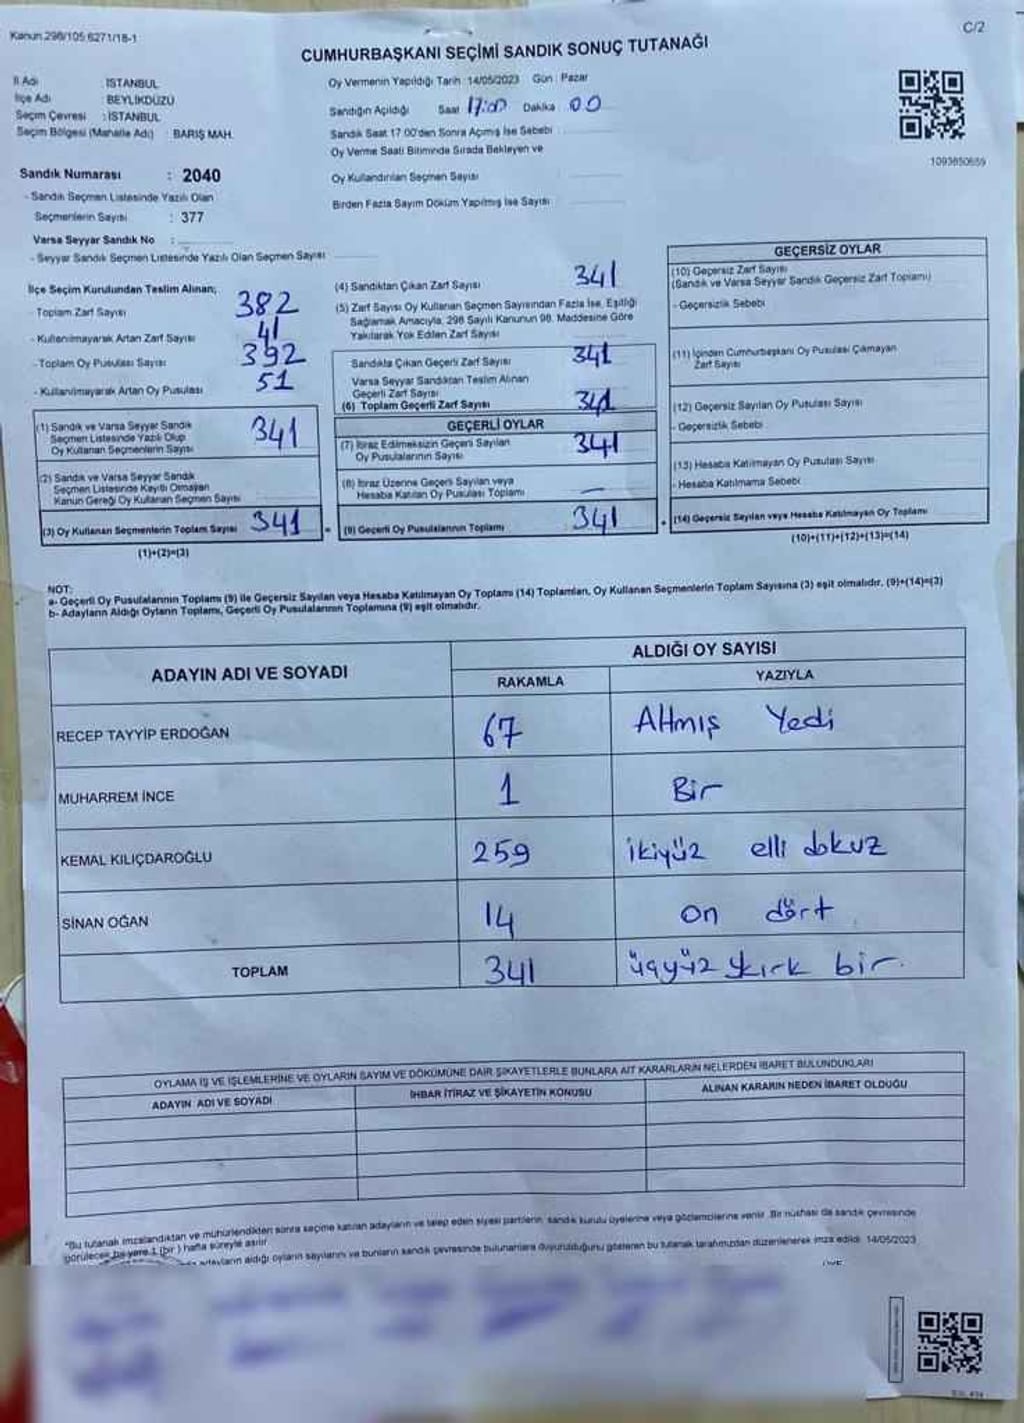 Kanun:298/105;6271/18-1
C/2
CUMHURBAŞKANI SEÇİMİ SANDIK SONUÇ TUTANAĞI
İl Adı : İSTANBUL
İlçe Adı : BEYLİKDÜZÜ
Seçim Çevresi : İSTANBUL
Seçim Bölgesi (Mahalle Adı) : BARIŞ MAH.
Sandık Numarası : 2040
- Sandık Seçmen Listesinde Yazılı Olan
Seçmenlerin Sayısı : 377
Varsa Seyyar Sandık No :
- Seyyar Sandık Seçmen Listesinde Yazılı Olan Seçmen Sayısı
Oy Vermenin Yapıldığı Tarih : 14/05/2023 Gün : Pazar
Sandığın Açıldığı Saat 17:00 Dakika 00
Sandık Saat 17.00'den Sonra Açılmış İse Sebebi
Oy Verme Saati Bitiminde Sırada Bekleyen ve
Oy Kullandırılan Seçmen Sayısı
Birden Fazla Sayım Döküm Yapılmış İse Sayısı
1093650659
İlçe Seçim Kurulundan Teslim Alınan;
- Toplam Zarf Sayısı 382
- Kullanılmayarak Artan Zarf Sayısı 41
- Toplam Oy Pusulası Sayısı 392
- Kullanılmayarak Artan Oy Pusulası 51
(1) Sandık ve Varsa Seyyar Sandık
Seçmen Listesinde Yazılı Olup
Oy Kullanan Seçmenlerin Sayısı 341
(2) Sandık ve Varsa Seyyar Sandık
Seçmen Listesinde Kayıtlı Olmayan
Kanun Gereği Oy Kullanan Seçmen Sayısı
(3) Oy Kullanan Seçmenlerin Toplam Sayısı 341
(1)+(2)=(3)
(4) Sandıktan Çıkan Zarf Sayısı 341
(5) Zarf Sayısı Oy Kullanan Seçmen Sayısından Fazla İse, Eşitliği
Sağlamak Amacıyla, 298 Sayılı Kanunun 98. Maddesine Göre
Yakılarak Yok Edilen Zarf Sayısı
Sandıkta Çıkan Geçerli Zarf Sayısı 341
Varsa Seyyar Sandıktan Teslim Alınan
Geçerli Zarf Sayısı
(6) Toplam Geçerli Zarf Sayısı 341
GEÇERLİ OYLAR
(7) İtiraz Edilmeksizin Geçerli Sayılan
Oy Pusulalarının Sayısı 341
(8) İtiraz Üzerine Geçerli Sayılan veya
Hesaba Katılan Oy Pusulası Toplamı —
(9) Geçerli Oy Pusulalarının Toplamı 341
GEÇERSİZ OYLAR
(10) Geçersiz Zarf Sayısı
(Sandık ve Varsa Seyyar Sandık Geçersiz Zarf Toplamı)
- Geçersizlik Sebebi
(11) İçinden Cumhurbaşkanı Oy Pusulası Çıkmayan
Zarf Sayısı
(12) Geçersiz Sayılan Oy Pusulası Sayısı
- Geçersizlik Sebebi
(13) Hesaba Katılmayan Oy Pusulası Sayısı
- Hesaba Katılmama Sebebi
(14) Geçersiz Sayılan veya Hesaba Katılmayan Oy Toplamı
(10)+(11)+(12)+(13)=(14)
NOT:
a- Geçerli Oy Pusulalarının Toplamı (9) ile Geçersiz Sayılan veya Hesaba Katılmayan Oy Toplamı (14) Toplamları, Oy Kullanan Seçmenlerin Toplam Sayısına (3) eşit olmalıdır. (9)+(14)=(3)
b- Adayların Aldığı Oyların Toplamı, Geçerli Oy Pusulalarının Toplamına (9) eşit olmalıdır.
ADAYIN ADI VE SOYADI
ALDIĞI OY SAYISI
RAKAMLA YAZIYLA
RECEP TAYYİP ERDOĞAN 67 Altmış Yedi
MUHARREM İNCE 1 Bir
KEMAL KILIÇDAROĞLU 259 ikiyüz elli dokuz
SİNAN OĞAN 14 on dört
TOPLAM 341 üçyüz kırk bir.
OYLAMA İŞ VE İŞLEMLERİNE VE OYLARIN SAYIM VE DÖKÜMÜNE DAİR ŞİKAYETLERLE BUNLARA AİT KARARLARIN NELERDEN İBARET BULUNDUKLARI
ADAYIN ADI VE SOYADI İHBAR İTİRAZ VE ŞİKAYETİN KONUSU ALINAN KARARIN NEDEN İBARET OLDUĞU
*Bu tutanak imzalandıktan ve mühürlendikten sonra seçime katılan adayların ve talep eden siyasi partilerin, sandık kurulu üyelerine veya gözlemcilerine verilir. Bir nüshası da sandık çevresinde
görülecek bir yere 1 (bir) hafta süreyle asılır.
adayların aldığı oyların sayılarını ve bunların sandık çevresinde bulunanlara duyurulduğunu gösteren bu tutanak tarafımızdan düzenlenerek imza edildi. 14/05/2023